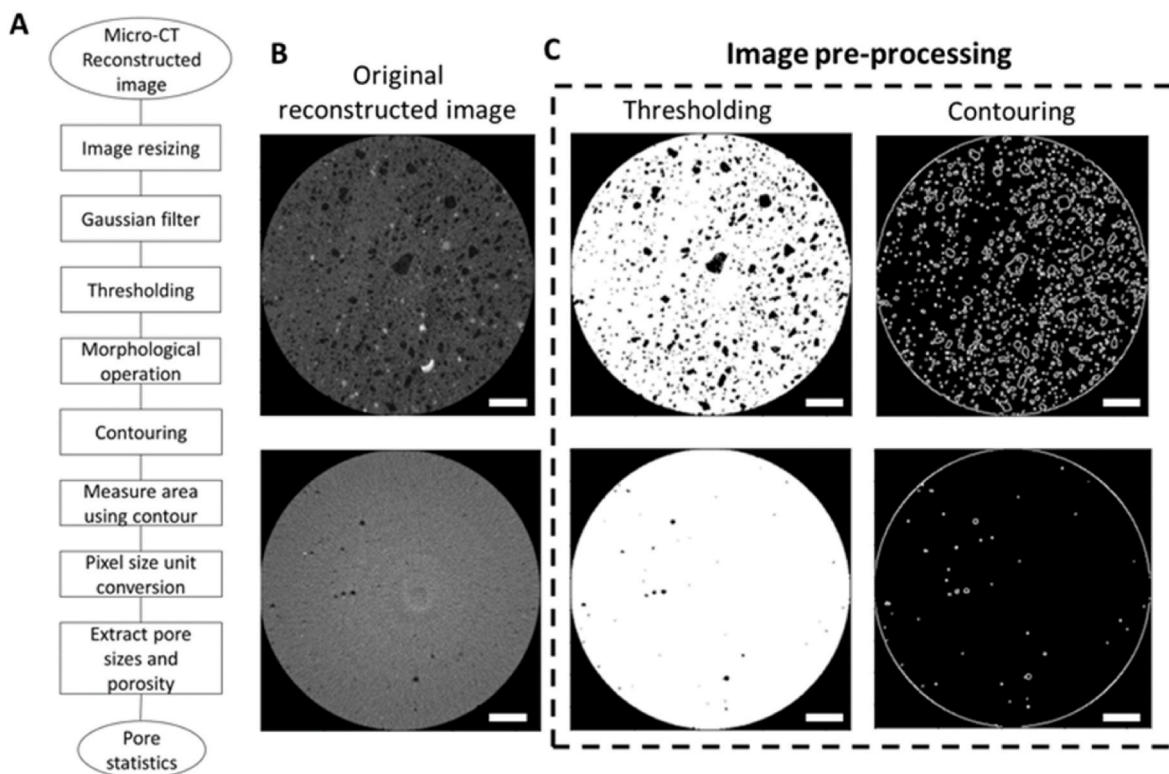 A
Micro-CT
Reconstructed
image
Image resizing
Gaussian filter
Thresholding
Morphological
operation
Contouring
Measure area
using contour
Pixel size unit
conversion
Extract pore
sizes and
porosity
Pore
statistics
B
Original
reconstructed image
C
Image pre-processing
Thresholding
Contouring